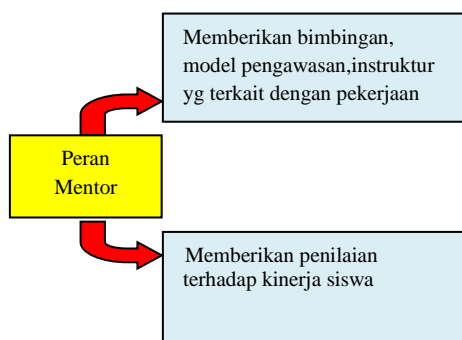 Memberikan bimbingan,
model pengawasan,instruktur
yg terkait dengan pekerjaan
Peran
Mentor
Memberikan penilaian
terhadap kinerja siswa